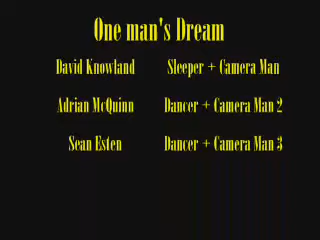 One man's Dream
David Knowland Sleeper + Camera Man
Adrian McQuinn Dancer + Camera Man 2
Sean Esten Dancer + Camera Man 3